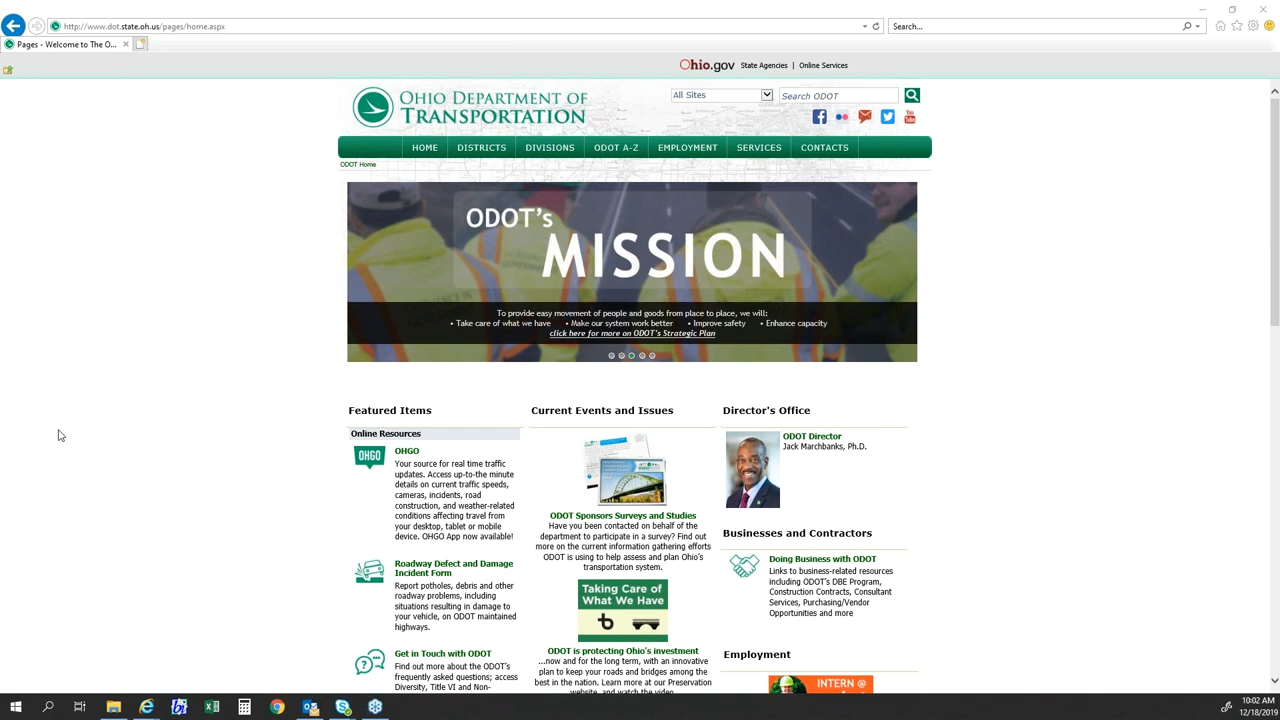 http://www.dot.state.oh.us/pages/home.aspx
Search...
Pages - Welcome to The O...
Ohio.gov State Agencies | Online Services
OHIO DEPARTMENT OF
TRANSPORTATION
All Sites
Search ODOT
You
Tube
HOME DISTRICTS DIVISIONS ODOT A-Z EMPLOYMENT SERVICES CONTACTS
ODOT Home
ODOT's
MISSION
To provide easy movement of people and goods from place to place, we will:
• Take care of what we have • Make our system work better • Improve safety • Enhance capacity
click here for more on ODOT's Strategic Plan
Featured Items
Online Resources
OHGO
OHGO
Your source for real time traffic
updates. Access up-to-the minute
details on current traffic speeds,
cameras, incidents, road
construction, and weather-related
conditions affecting travel from
your desktop, tablet or mobile
device. OHGO App now available!
Roadway Defect and Damage
Incident Form
Report potholes, debris and other
roadway problems, including
situations resulting in damage to
your vehicle, on ODOT maintained
highways.
Get in Touch with ODOT
Find out more about the ODOT's
frequently asked questions; access
Diversity, Title VI and Non-
Current Events and Issues
ODOT Sponsors Surveys and Studies
Have you been contacted on behalf of the
department to participate in a survey? Find out
more on the current information gathering efforts
ODOT is using to help assess and plan Ohio's
transportation system.
Taking Care of
What We Have
ODOT is protecting Ohio's investment
...now and for the long term, with an innovative
plan to keep your roads and bridges among the
best in the nation. Learn more at our Preservation
website, and watch the video.
Director's Office
ODOT Director
Jack Marchbanks, Ph.D.
Businesses and Contractors
Doing Business with ODOT
Links to business-related resources
including ODOT's DBE Program,
Construction Contracts, Consultant
Services, Purchasing/Vendor
Opportunities and more
Employment
INTERN @
10:02 AM
12/18/2019